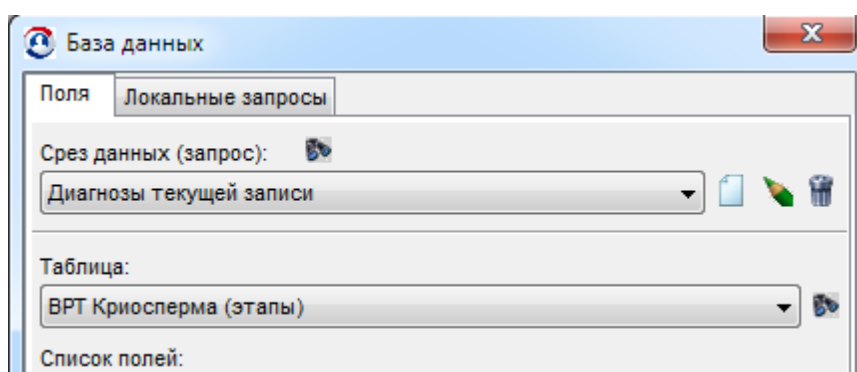 База данных
Поля
Локальные запросы
Срез данных (запрос):
Диагнозы текущей записи
Таблица:
ВРТ Криосперма (этапы)
Список полей: